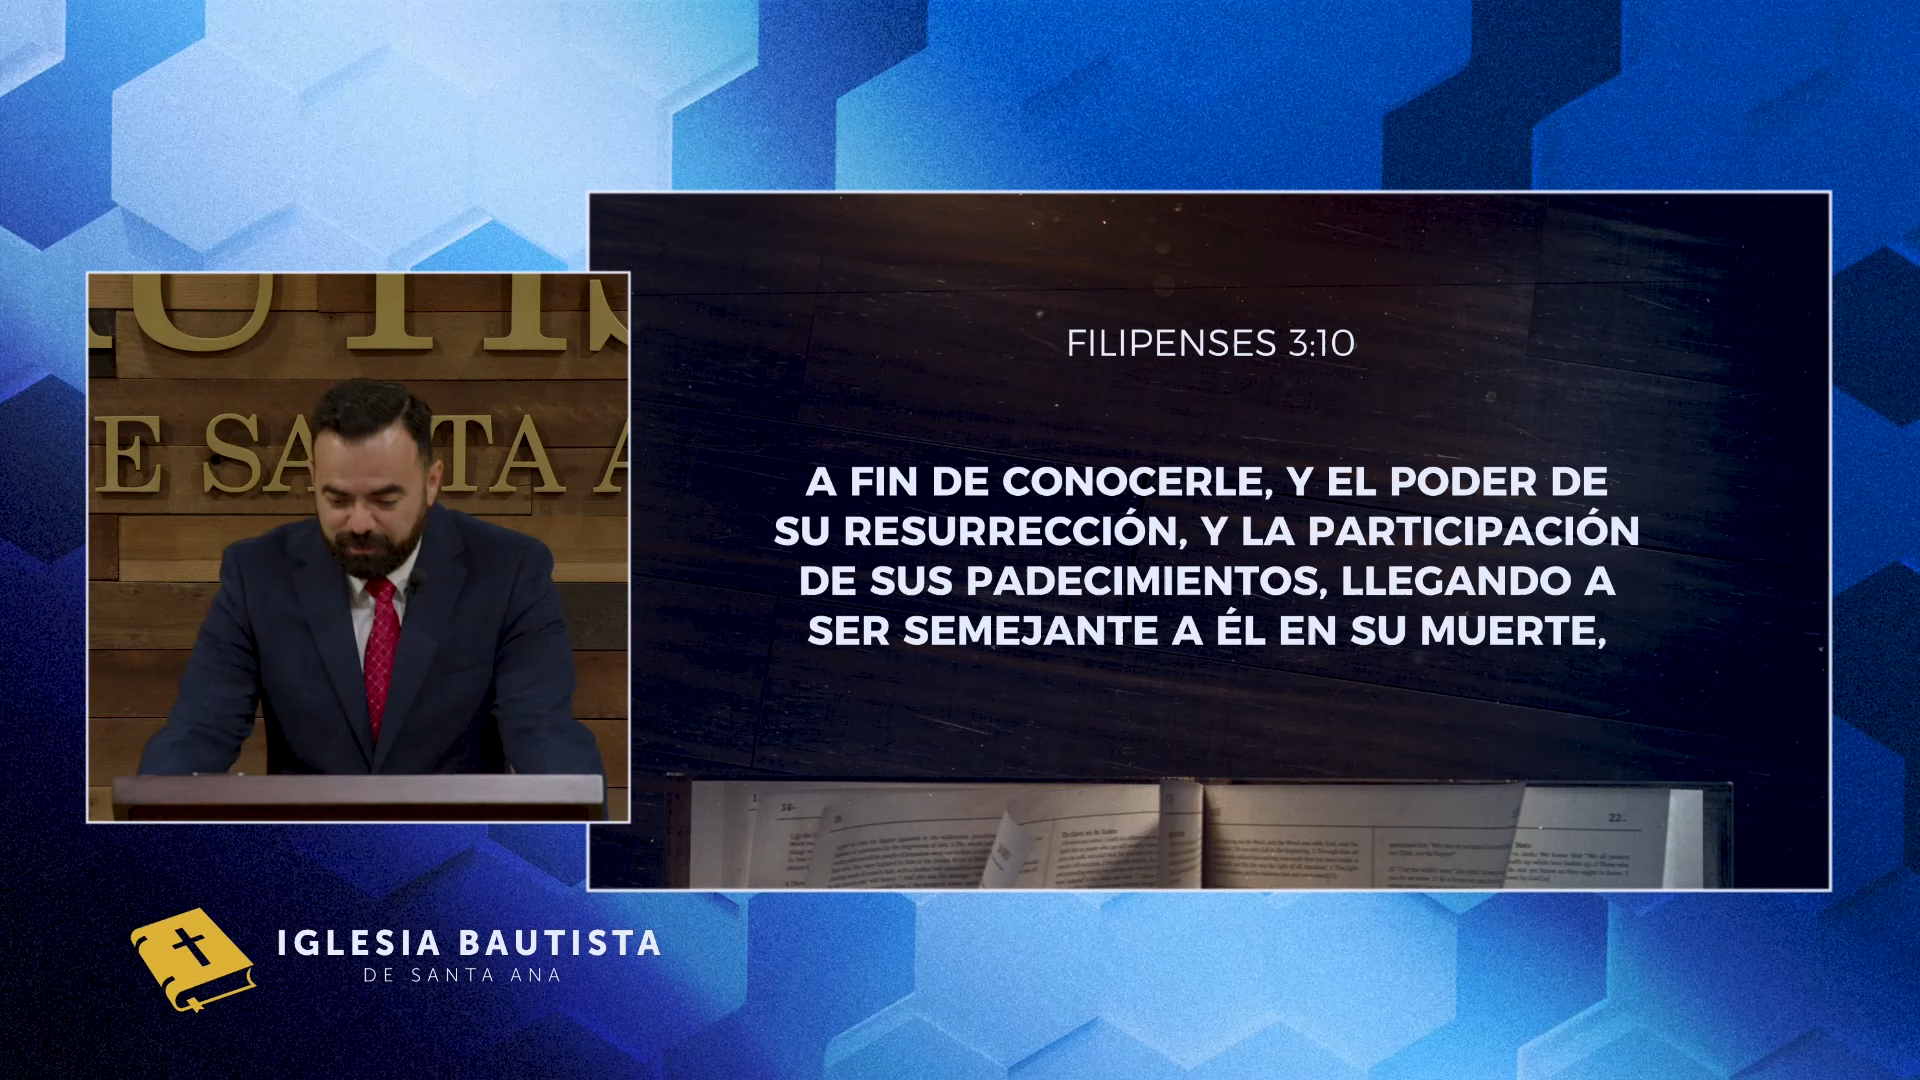 FILIPENSES 3:10
A FIN DE CONOCERLE, Y EL PODER DE
SU RESURRECCIÓN, Y LA PARTICIPACIÓN
DE SUS PADECIMIENTOS, LLEGANDO A
SER SEMEJANTE A ÉL EN SU MUERTE,
IGLESIA BAUTISTA
DE SANTA ANA